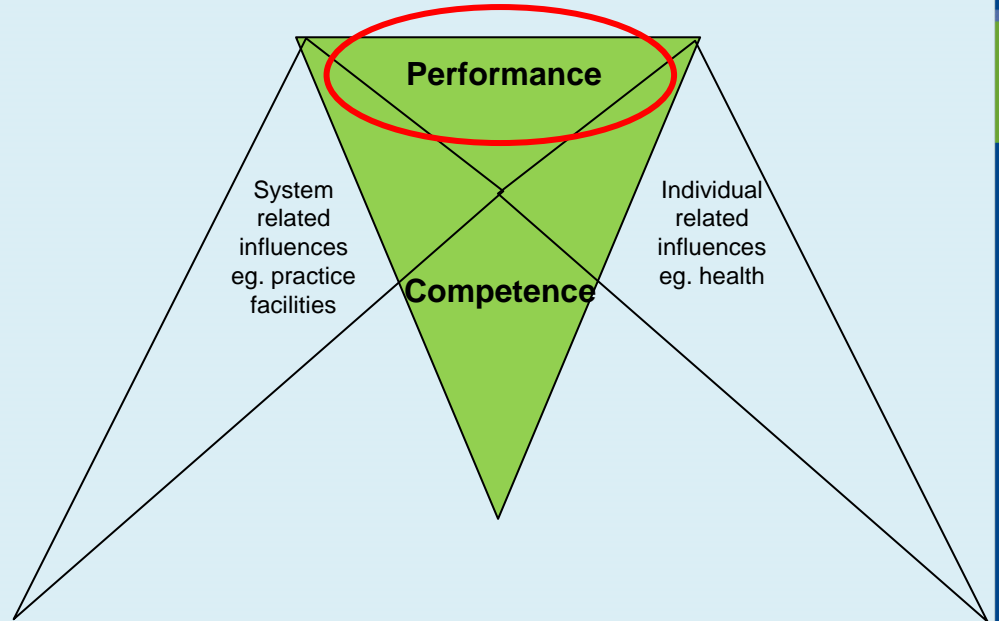 Performance
System
related
influences
eg. practice
facilities
Individual
related
influences
eg. health
Competence